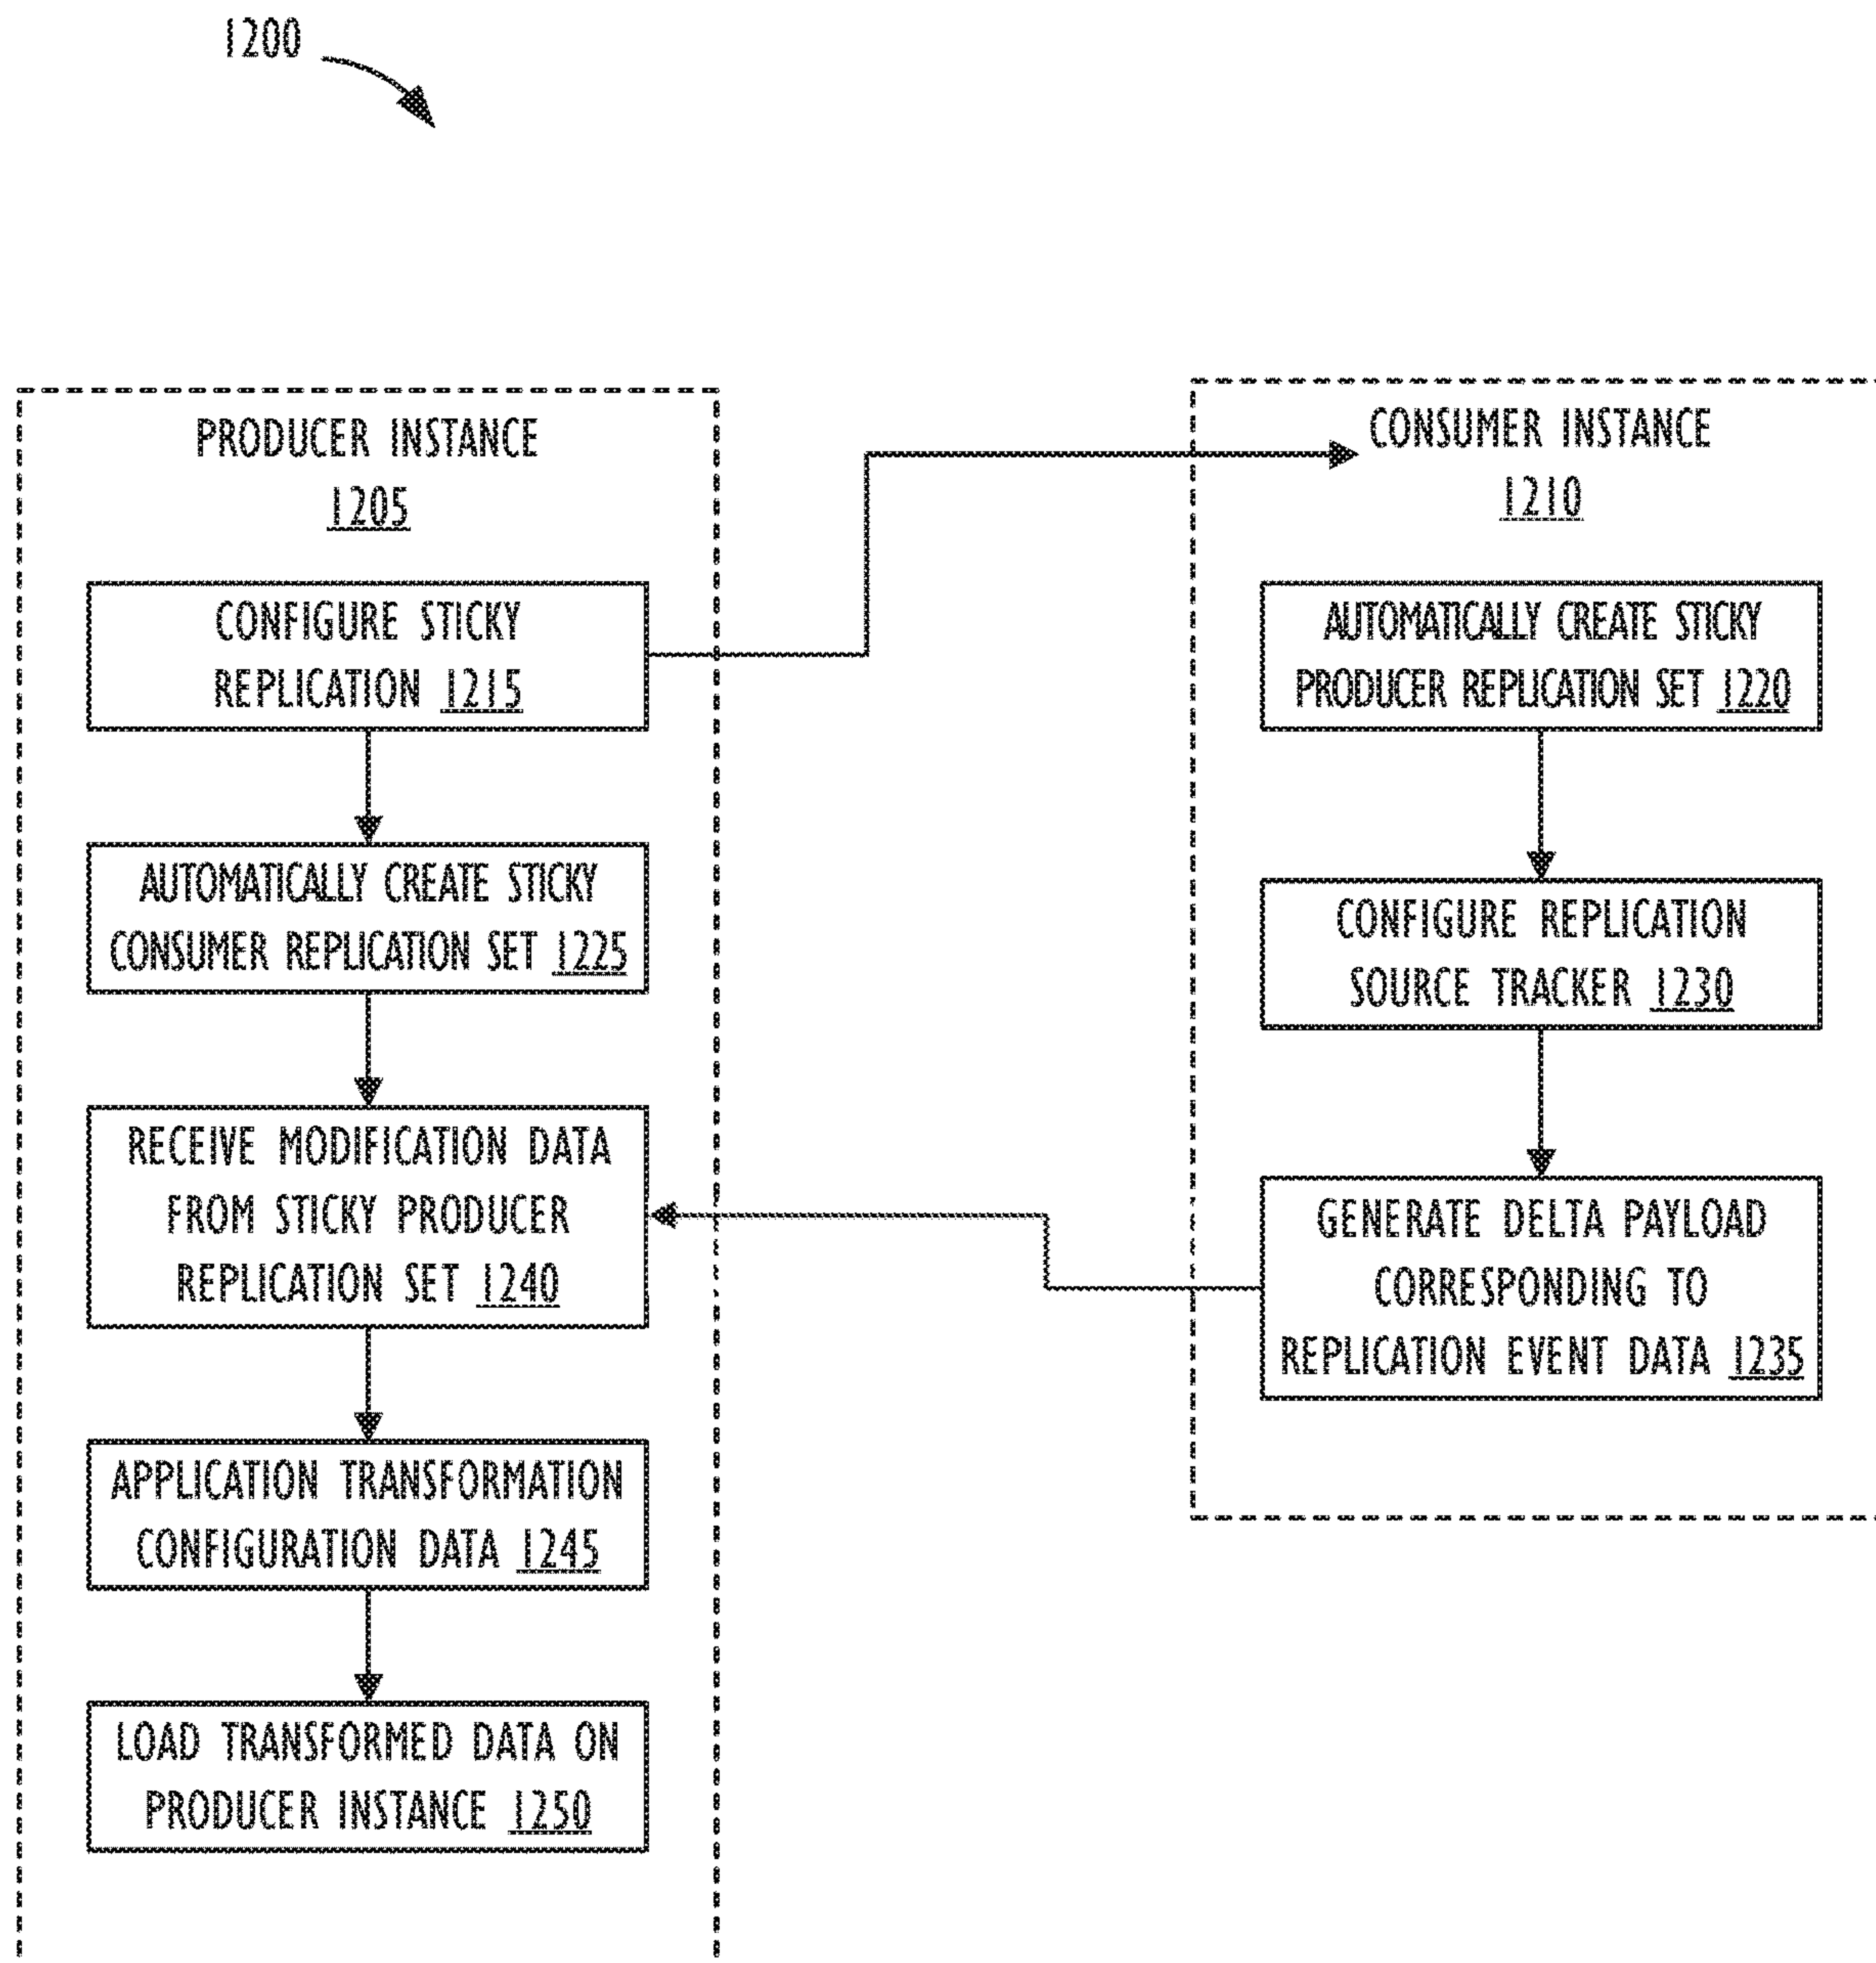 1200
PRODUCER INSTANCE
1205
CONFIGURE STICKY
REPLICATION 1215
AUTOMATICALLY CREATE STICKY
CONSUMER REPLICATION SET 1225
RECEIVE MODIFICATION DATA
FROM STICKY PRODUCER
REPLICATION SET 1240
APPLICATION TRANSFORMATION
CONFIGURATION DATA 1245
LOAD TRANSFORMED DATA ON
PRODUCER INSTANCE 1250
CONSUMER INSTANCE
1210
AUTOMATICALLY CREATE STICKY
PRODUCER REPLICATION SET 1220
CONFIGURE REPLICATION
SOURCE TRACKER 1230
GENERATE DELTA PAYLOAD
CORRESPONDING TO
REPLICATION EVENT DATA 1235